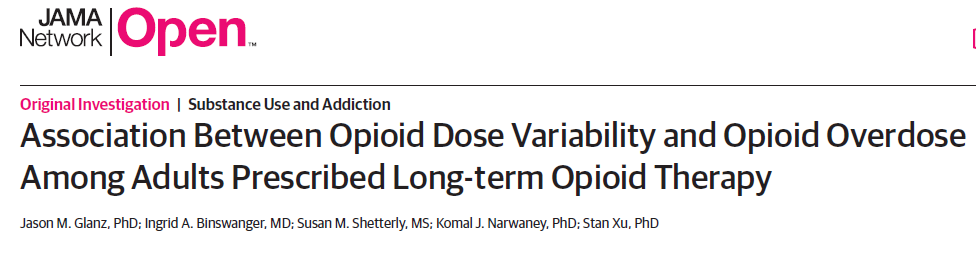 JAMA
Network | Open™
Original Investigation | Substance Use and Addiction
Association Between Opioid Dose Variability and Opioid Overdose
Among Adults Prescribed Long-term Opioid Therapy
Jason M. Glanz, PhD; Ingrid A. Binswanger, MD; Susan M. Shetterly, MS; Komal J. Narwaney, PhD; Stan Xu, PhD